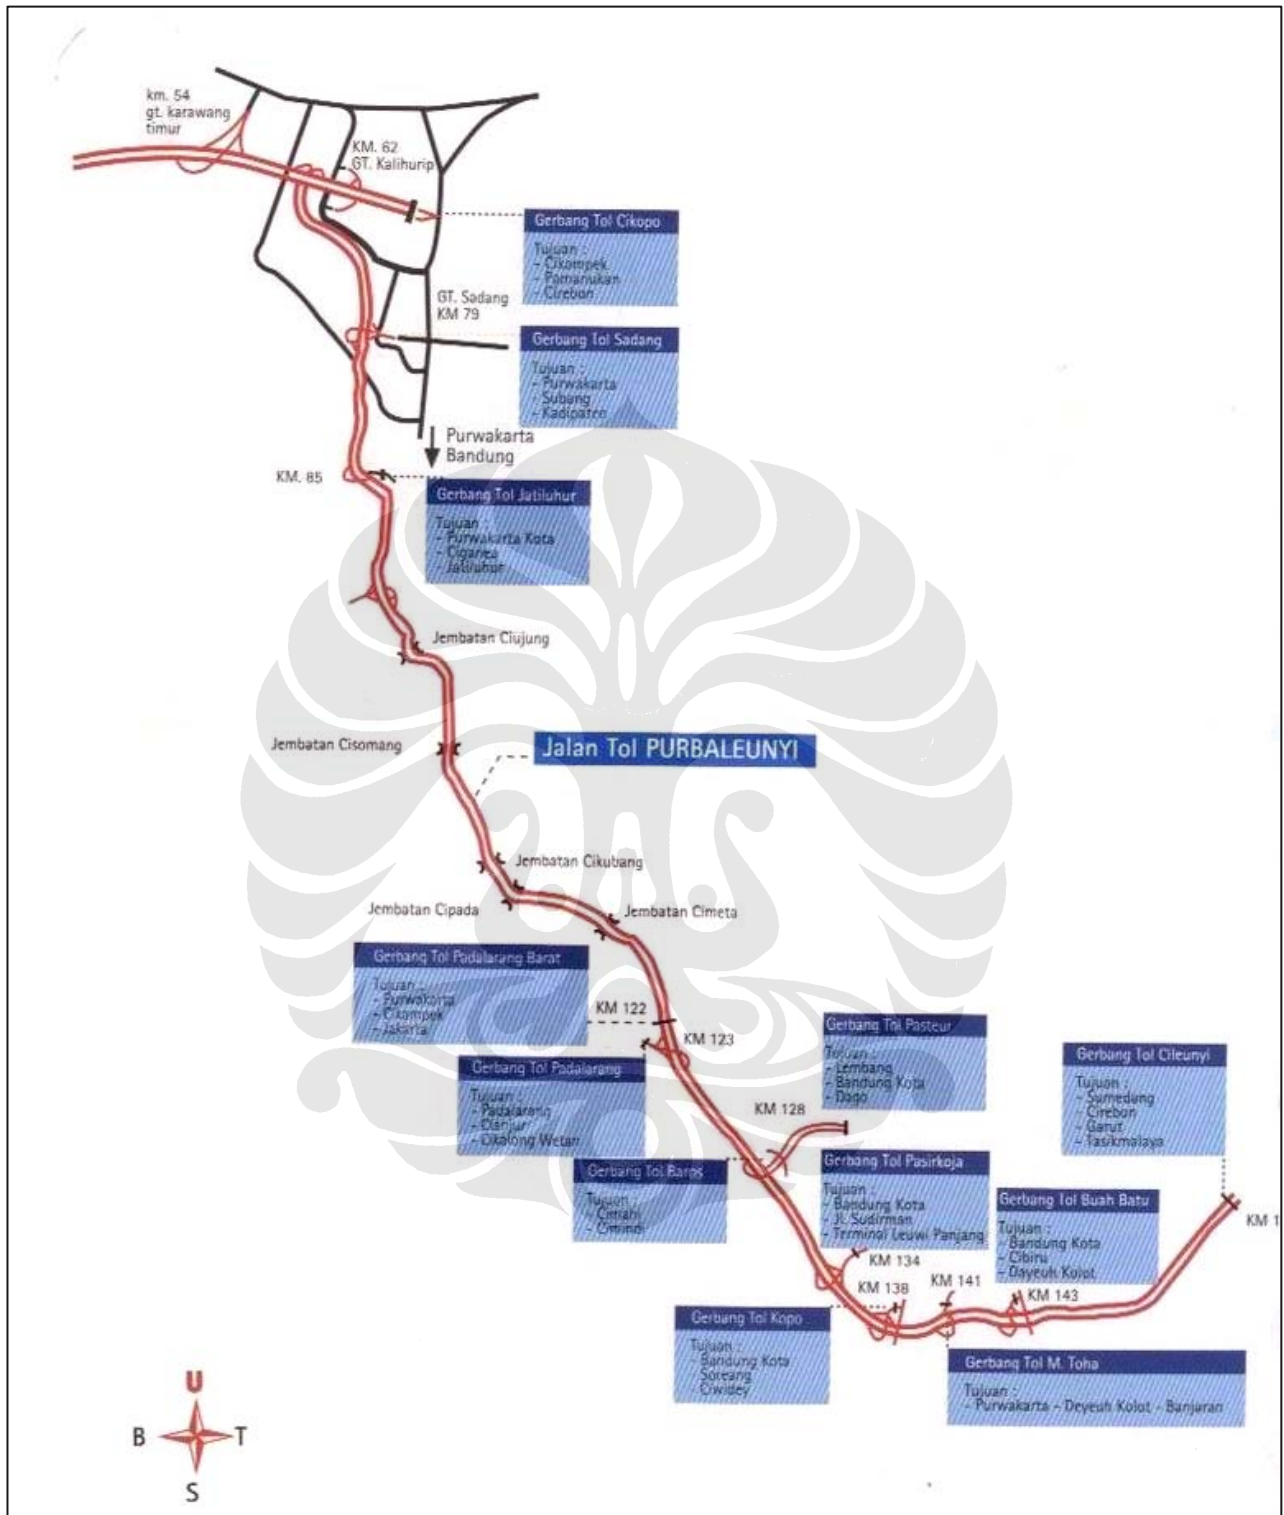 km. 54
gt. karawang
timur
KM. 62
GT. Kalihurip
Gerbang Tol Cikopo
Tujuan :
- Cikampek
- Pamanukan
- Cirebon
GT. Sadang
KM 79
Gerbang Tol Sadang
Tujuan :
- Purwakarta
- Subang
- Kadipaten
Purwakarta
Bandung
KM. 85
Gerbang Tol Jatiluhur
Tujuan :
- Purwakarta Kota
- Ciganea
- Jatiluhur
Jembatan Ciujung
Jembatan Cisomang
Jalan Tol PURBALEUNYI
Jembatan Cikubang
Jembatan Cipada
Jembatan Cimeta
Gerbang Tol Padalarang Barat
Tujuan :
- Purwakarta
- Cikampek
- Jakarta
KM 122
KM 123
Gerbang Tol Padalarang
Tujuan :
- Padalarang
- Cianjur
- Cikalong Wetan
Gerbang Tol Pasteur
Tujuan :
- Lembang
- Bandung Kota
- Dago
Gerbang Tol Cileunyi
Tujuan :
- Sumedang
- Cirebon
- Garut
- Tasikmalaya
KM 128
Gerbang Tol Baros
Tujuan :
- Cimahi
- Cimindi
Gerbang Tol Pasirkoja
Tujuan :
- Bandung Kota
- Jl. Sudirman
- Terminal Leuwi Panjang
Gerbang Tol Buah Batu
Tujuan :
- Bandung Kota
- Cibiru
- Dayeuh Kolot
KM 1
KM 134
KM 138
KM 141
KM 143
Gerbang Tol Kopo
Tujuan :
- Bandung Kota
- Soreang
- Ciwidey
Gerbang Tol M. Toha
Tujuan :
- Purwakarta - Deyeuh Kolot - Banjaran
U
B
T
S